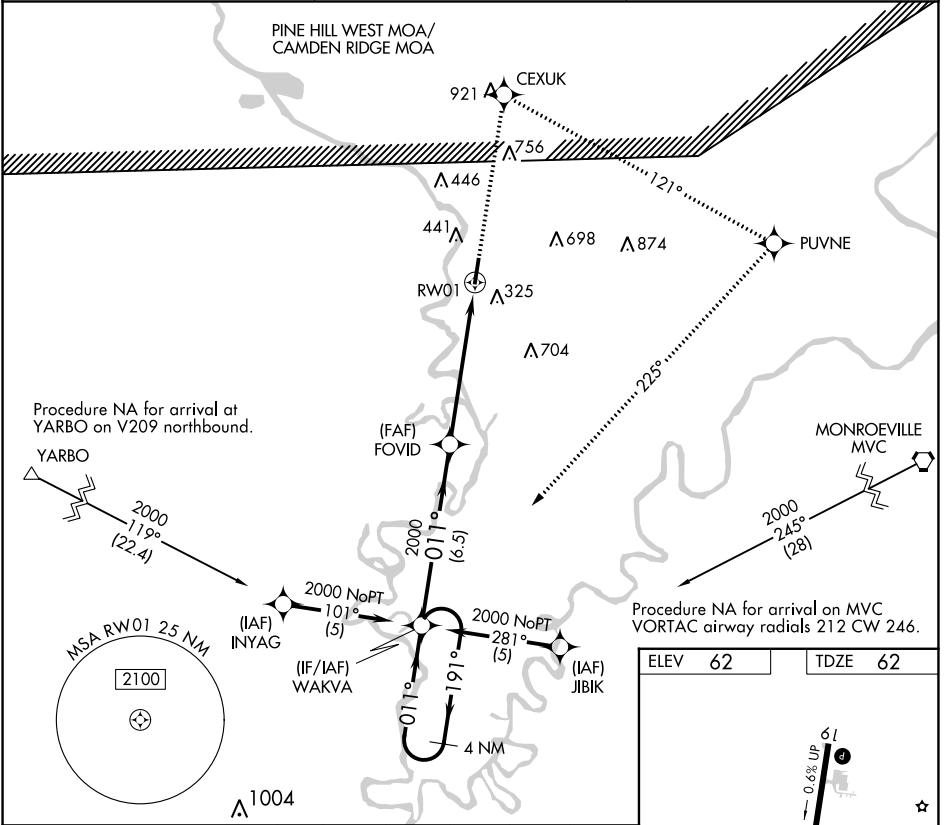 PINE HILL WEST MOA/
CAMDEN RIDGE MOA
CEXUK
921
756
446
121°
441
698
874
PUVNE
RW01
325
704
225°
Procedure NA for arrival at
YARBO on V209 northbound.
YARBO
(FAF)
FOVID
MONROEVILLE
MVC
2000
119°
(22.4)
2000
011°
(6.5)
2000
245°
(28)
2000 NoPT
101°
(5)
2000 NoPT
281°
(5)
(IAF)
INYAG
(IF/IAF)
WAKVA
(IAF)
JIBIK
Procedure NA for arrival on MVC
VORTAC airway radials 212 CW 246.
MSA RW01 25 NM
2100
011°
191°
4 NM
1004
ELEV 62
TDZE 62
19
P
0.6% UP